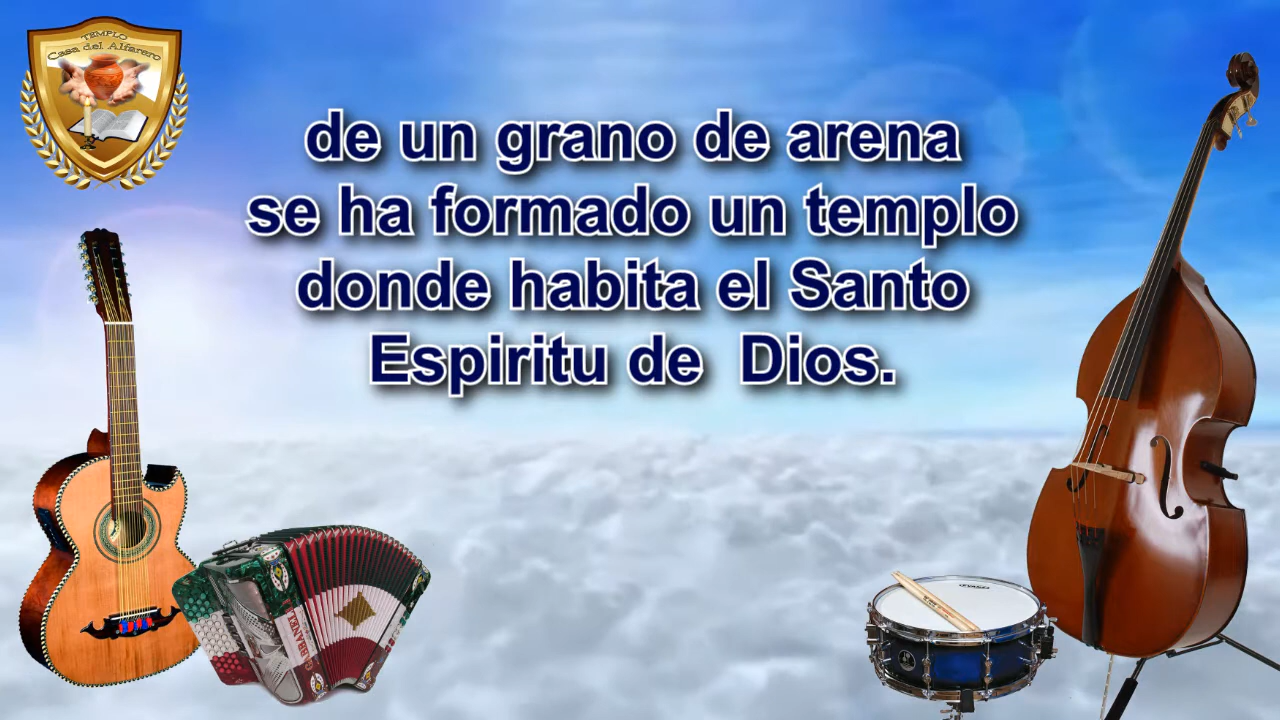 TEMPLO
Casa del Alfarero
de un grano de arena
se ha formado un templo
donde habita el Santo
Espiritu de Dios.